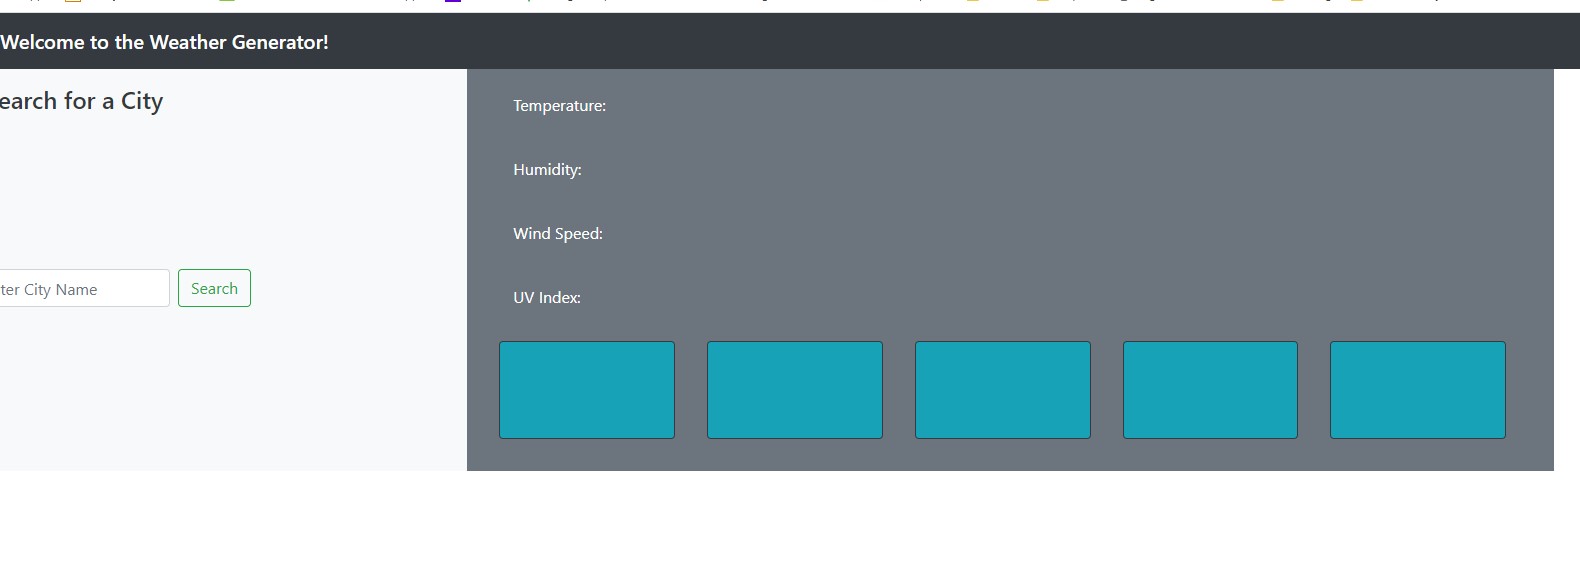 Welcome to the Weather Generator!
earch for a City
Temperature:
Humidity:
Wind Speed:
ter City Name
Search
UV Index: